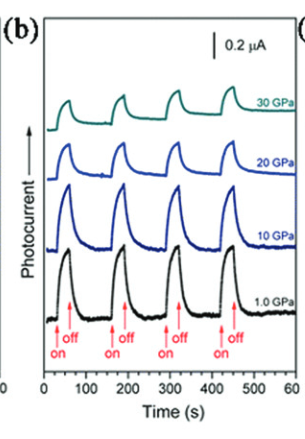 (b)
(
0.2 μA
30 GPa
20 GPa
10 GPa
1.0 GPa
Photocurrent
off off off off
on on on on
0 0 100 200 300 400 500 60
Time (s)